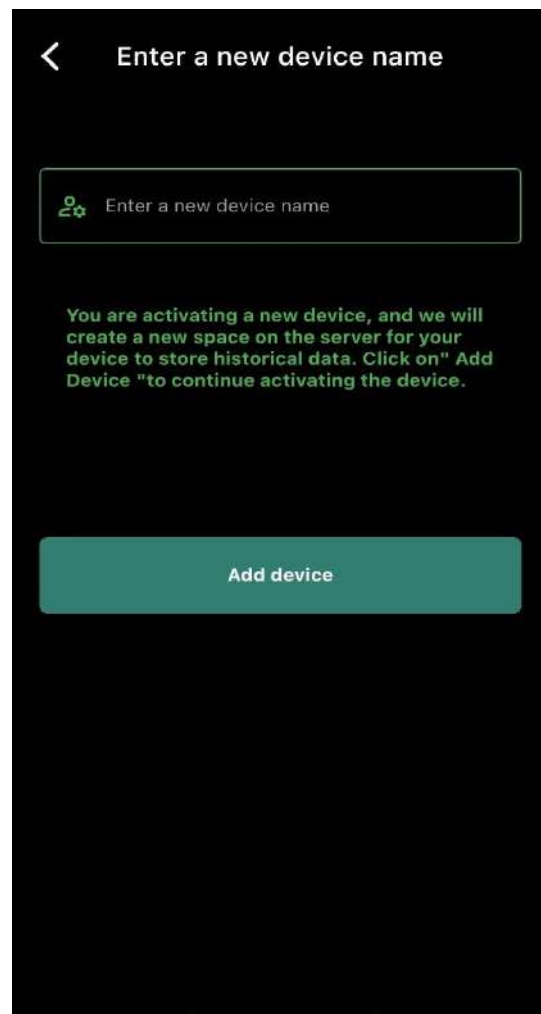 Enter a new device name
Enter a new device name
You are activating a new device, and we will
create a new space on the server for your
device to store historical data. Click on" Add
Device "to continue activating the device.
Add device